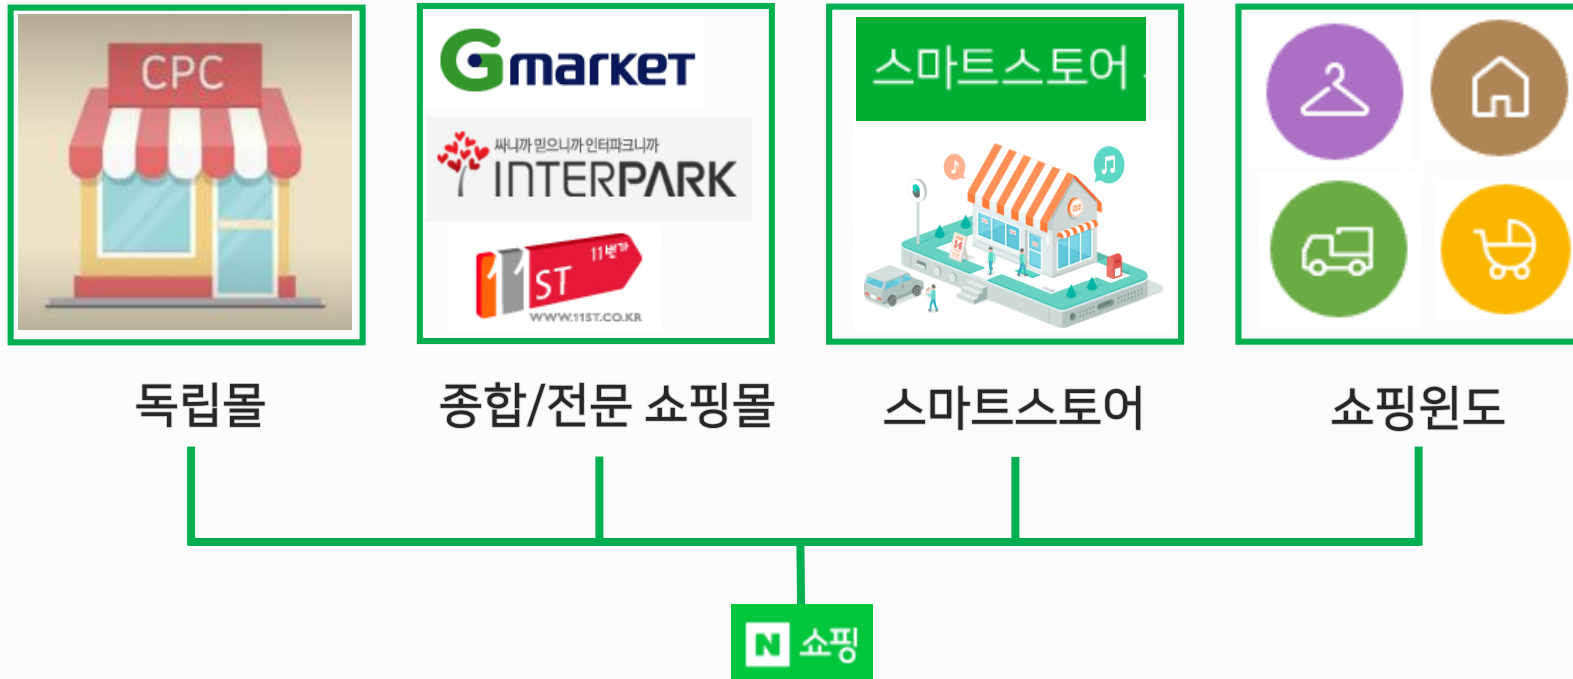 CPC
Gmarket
싸니까 믿으니까 인터파크니까
INTERPARK
11번가
11ST
WWW.11ST.CO.KR
스마트스토어
14
독립몰
종합/전문 쇼핑몰
스마트스토어
쇼핑윈도
N 쇼핑